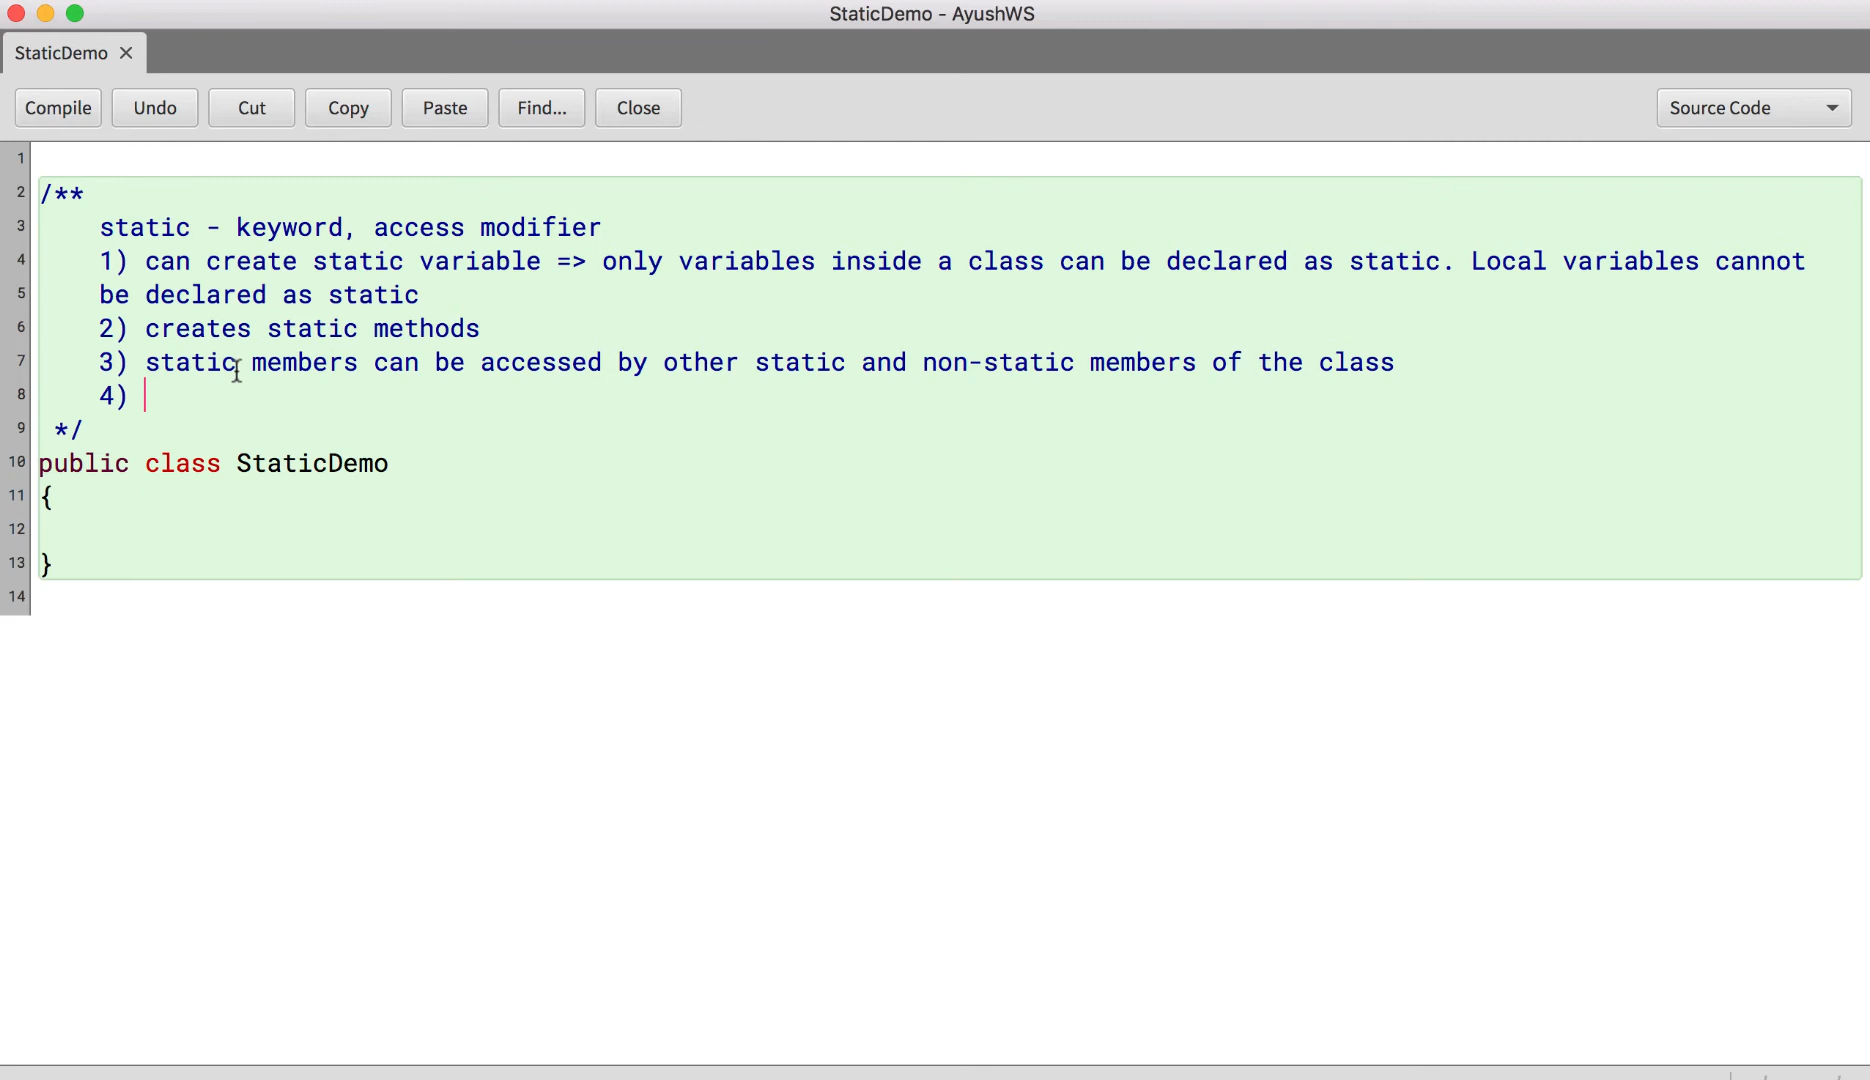 StaticDemo - AyushWS
StaticDemo ×
Compile Undo Cut Copy Paste Find... Close Source Code
1
2 /**
3 static - keyword, access modifier
4 1) can create static variable => only variables inside a class can be declared as static. Local variables cannot
5 be declared as static
6 2) creates static methods
7 3) static members can be accessed by other static and non-static members of the class
8 4)
9 */
10 public class StaticDemo
11 {
12
13 }
14